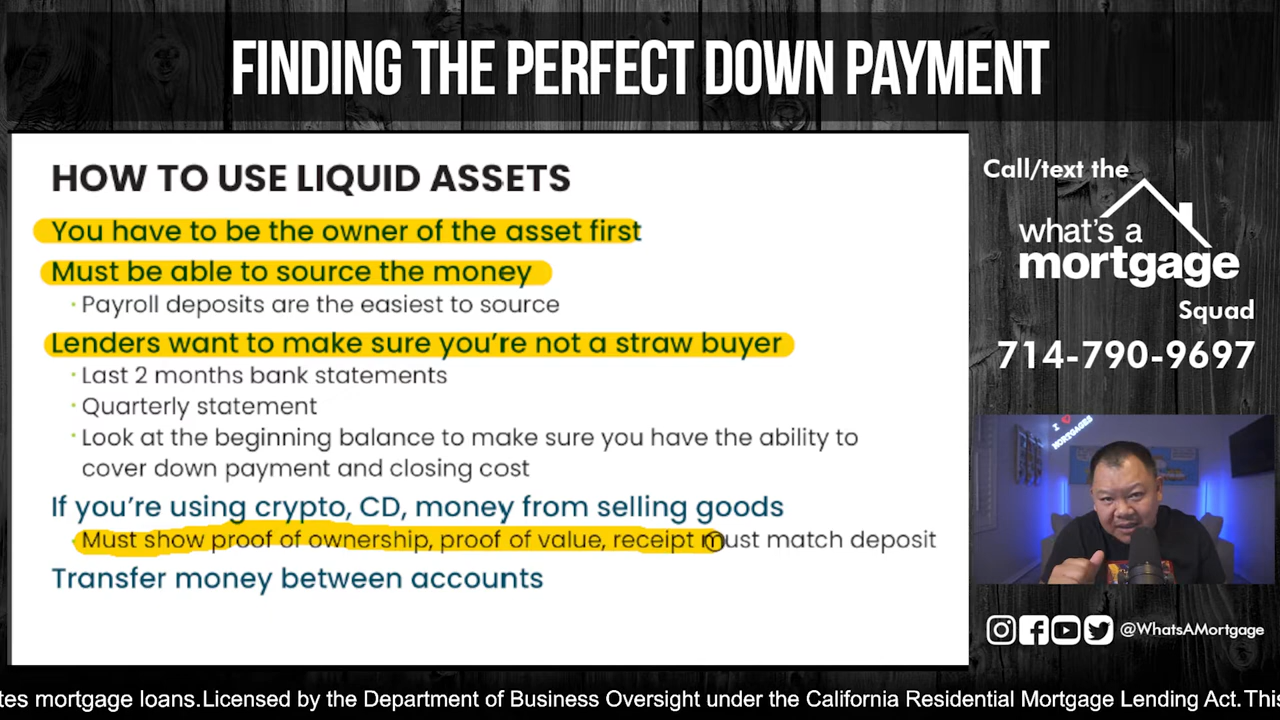 FINDING THE PERFECT DOWN PAYMENT
HOW TO USE LIQUID ASSETS
You have to be the owner of the asset first
Must be able to source the money
· Payroll deposits are the easiest to source
Lenders want to make sure you're not a straw buyer
· Last 2 months bank statements
· Quarterly statement
· Look at the beginning balance to make sure you have the ability to
cover down payment and closing cost
If you're using crypto, CD, money from selling goods
· Must show proof of ownership, proof of value, receipt must match deposit
Transfer money between accounts
Call/text the
what's a
mortgage
Squad
714-790-9697
I
MORTGAGES
@WhatsAMortgage
tes mortgage loans.Licensed by the Department of Business Oversight under the California Residential Mortgage Lending Act.This